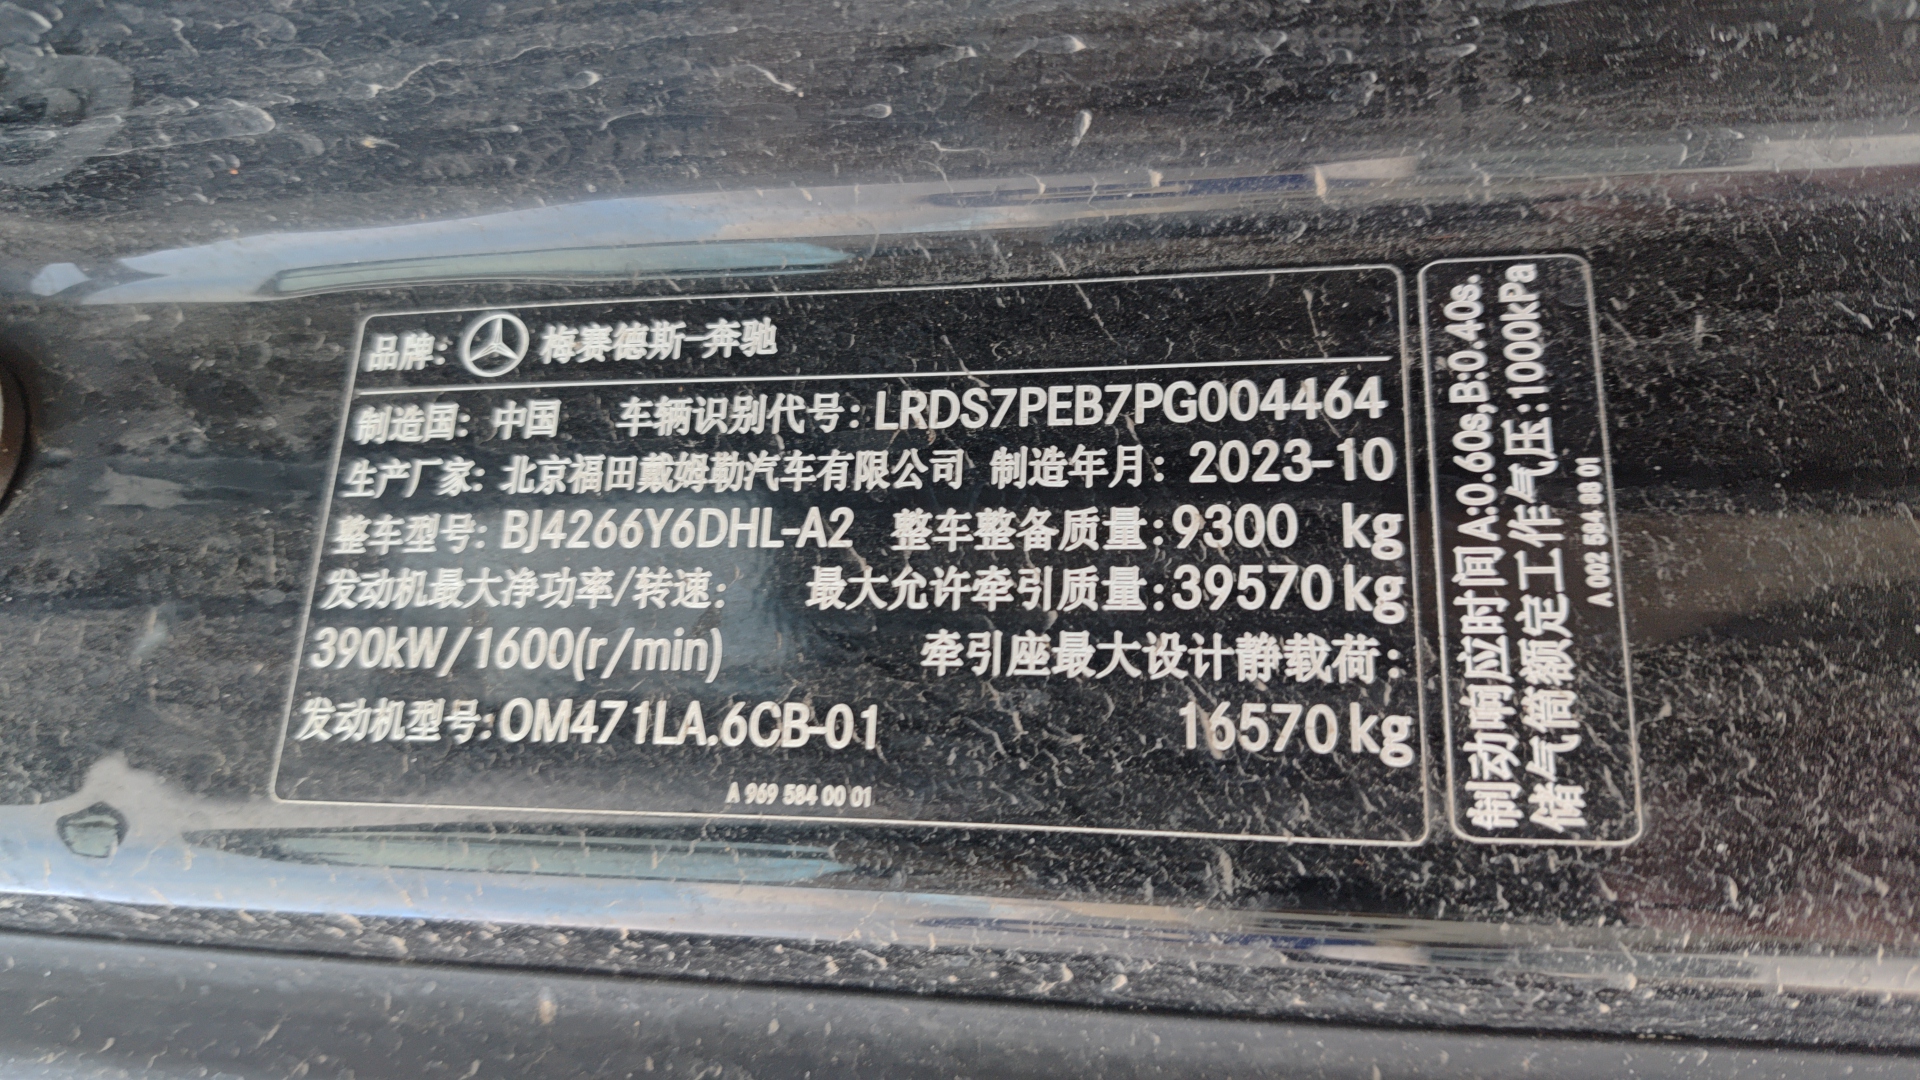 品牌: 梅赛德斯-奔驰
制造国: 中国 车辆识别代号: LRDS7PEB7PG004464
生产厂家: 北京福田戴姆勒汽车有限公司 制造年月: 2023-10
整车型号: BJ4266Y6DHL-A2 整车整备质量: 9300 kg
发动机最大净功率/转速: 最大允许牵引质量: 39570 kg
390kW/1600(r/min) 牵引座最大设计静载荷:
发动机型号: OM471LA.6CB-01 16570 kg
A 969 584 00 01
制动响应时间A:0.60s,B:0.40s.
储气筒额定工作气压:1000kPa
A 002 584 88 01